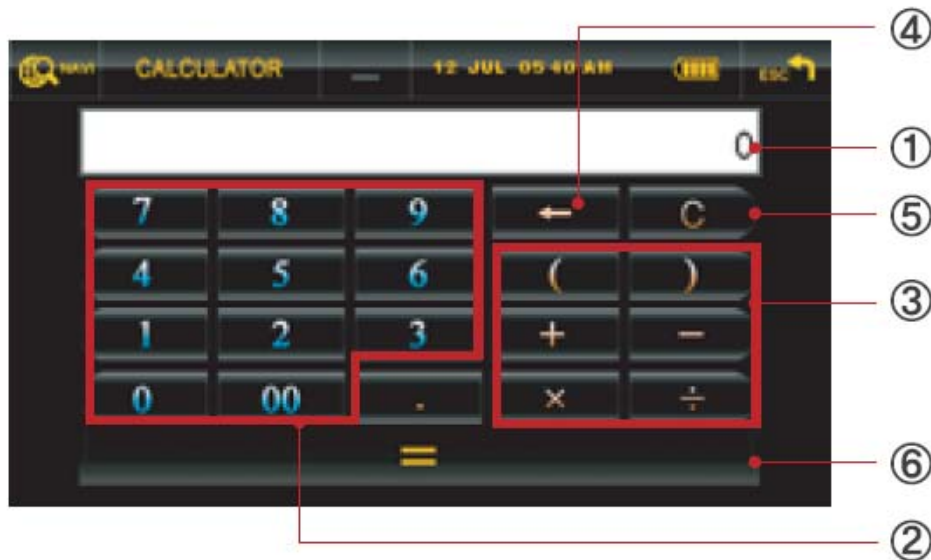 ④
NAVI CALCULATOR — 12 JUL 05 40 AM ESC
0 ①
7 8 9 ← C ⑤
4 5 6 ( ) ③
1 2 3 + −
0 00 . × ÷
= ⑥
②